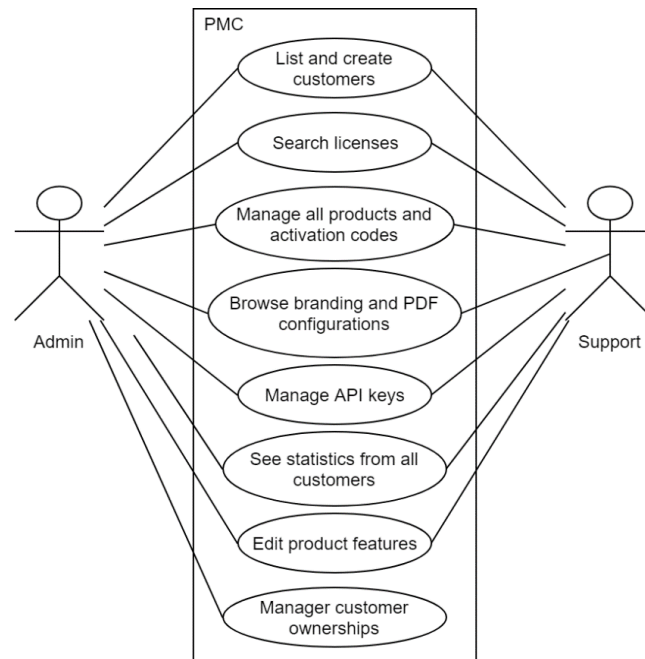 PMC
List and create
customers
Search licenses
Manage all products and
activation codes
Browse branding and PDF
configurations
Admin
Support
Manage API keys
See statistics from all
customers
Edit product features
Manager customer
ownerships